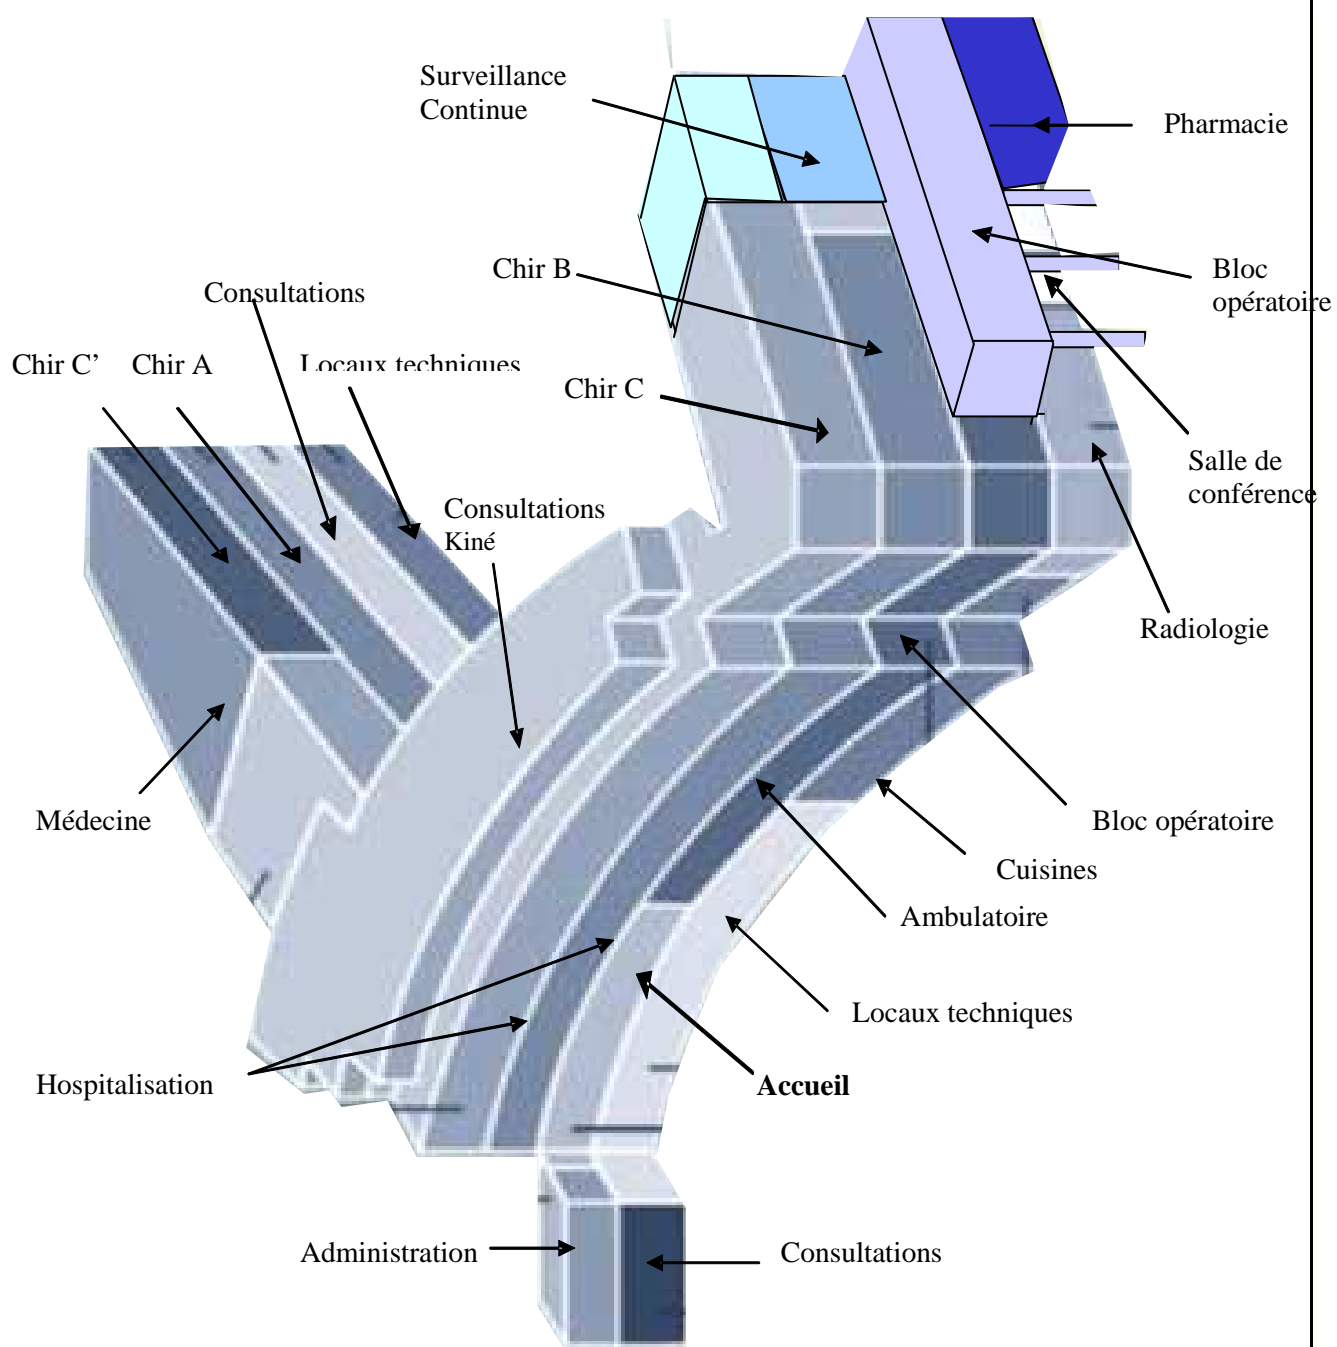 Surveillance
Continue
Pharmacie
Chir B
Bloc
opératoire
Consultations
Chir C’
Chir A
Locaux techniques
Chir C
Salle de
conférence
Consultations
Kiné
Radiologie
Médecine
Bloc opératoire
Cuisines
Ambulatoire
Locaux techniques
Hospitalisation
Accueil
Administration
Consultations